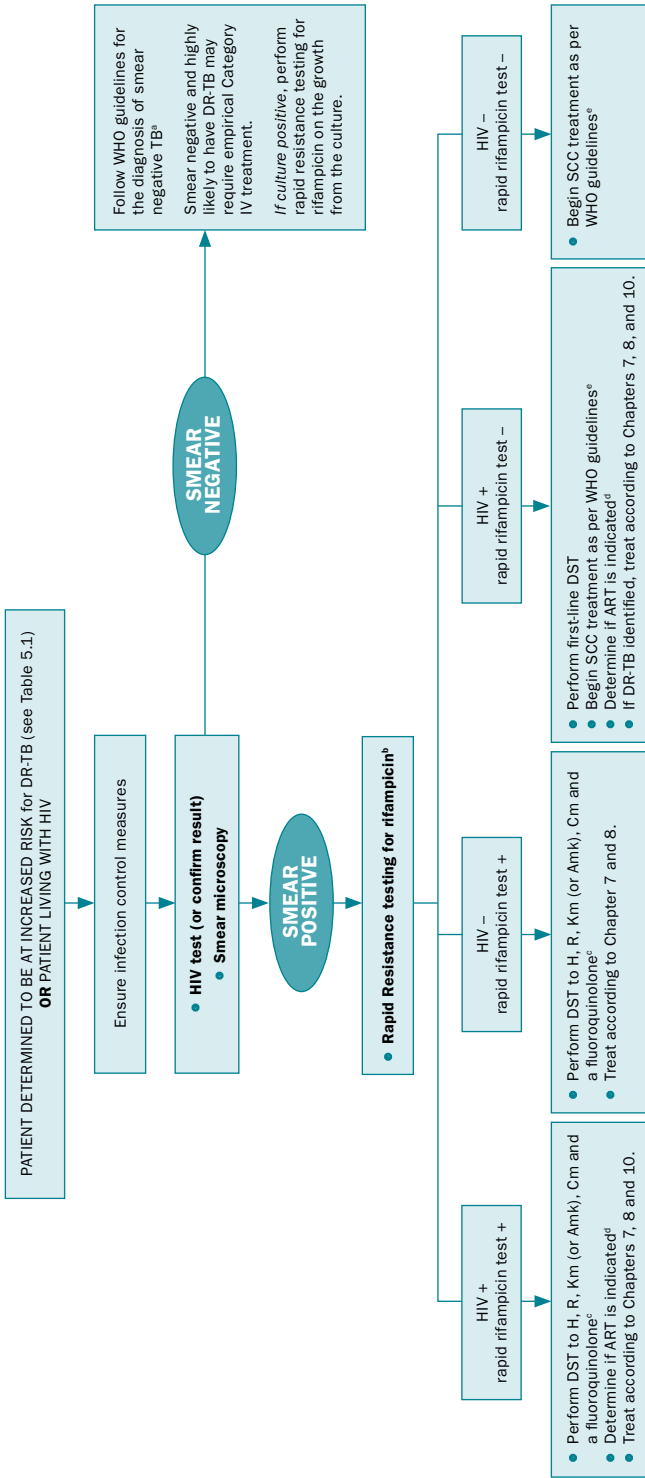 PATIENT DETERMINED TO BE AT INCREASED RISK for DR-TB (see Table 5.1)
OR PATIENT LIVING WITH HIV
Ensure infection control measures
• HIV test (or confirm result)
• Smear microscopy
SMEAR
NEGATIVE
Follow WHO guidelines for
the diagnosis of smear
negative TBᵃ
Smear negative and highly
likely to have DR-TB may
require empirical Category
IV treatment.
If culture positive, perform
rapid resistance testing for
rifampicin on the growth
from the culture.
SMEAR
POSITIVE
• Rapid Resistance testing for rifampicinᵇ
HIV +
rapid rifampicin test +
• Perform DST to H, R, Km (or Amk), Cm and
a fluoroquinoloneᶜ
• Determine if ART is indicatedᵈ
• Treat according to Chapters 7, 8 and 10.
HIV –
rapid rifampicin test +
• Perform DST to H, R, Km (or Amk), Cm and
a fluoroquinoloneᶜ
• Treat according to Chapter 7 and 8.
HIV +
rapid rifampicin test –
• Perform first-line DST
• Begin SCC treatment as per WHO guidelinesᵉ
• Determine if ART is indicatedᵈ
• If DR-TB identified, treat according to Chapters 7, 8, and 10.
HIV –
rapid rifampicin test –
• Begin SCC treatment as per
WHO guidelinesᵉ